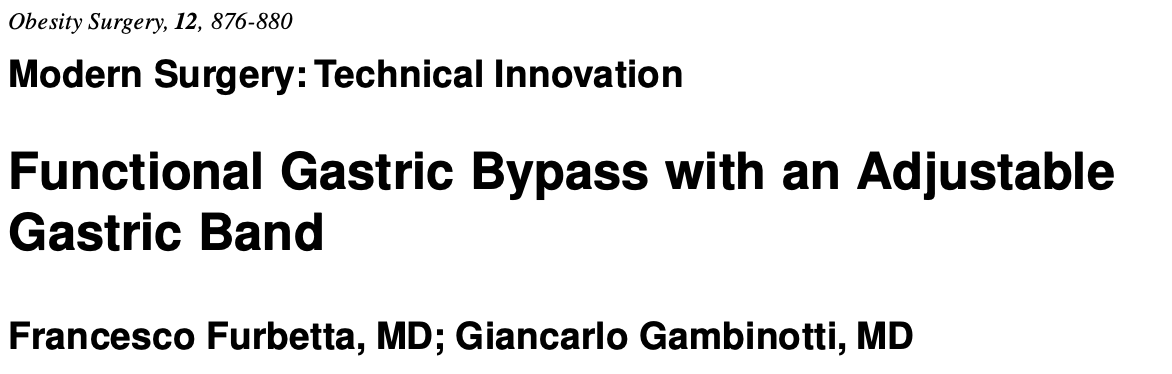 Obesity Surgery, 12, 876-880
Modern Surgery: Technical Innovation
Functional Gastric Bypass with an Adjustable
Gastric Band
Francesco Furbetta, MD; Giancarlo Gambinotti, MD